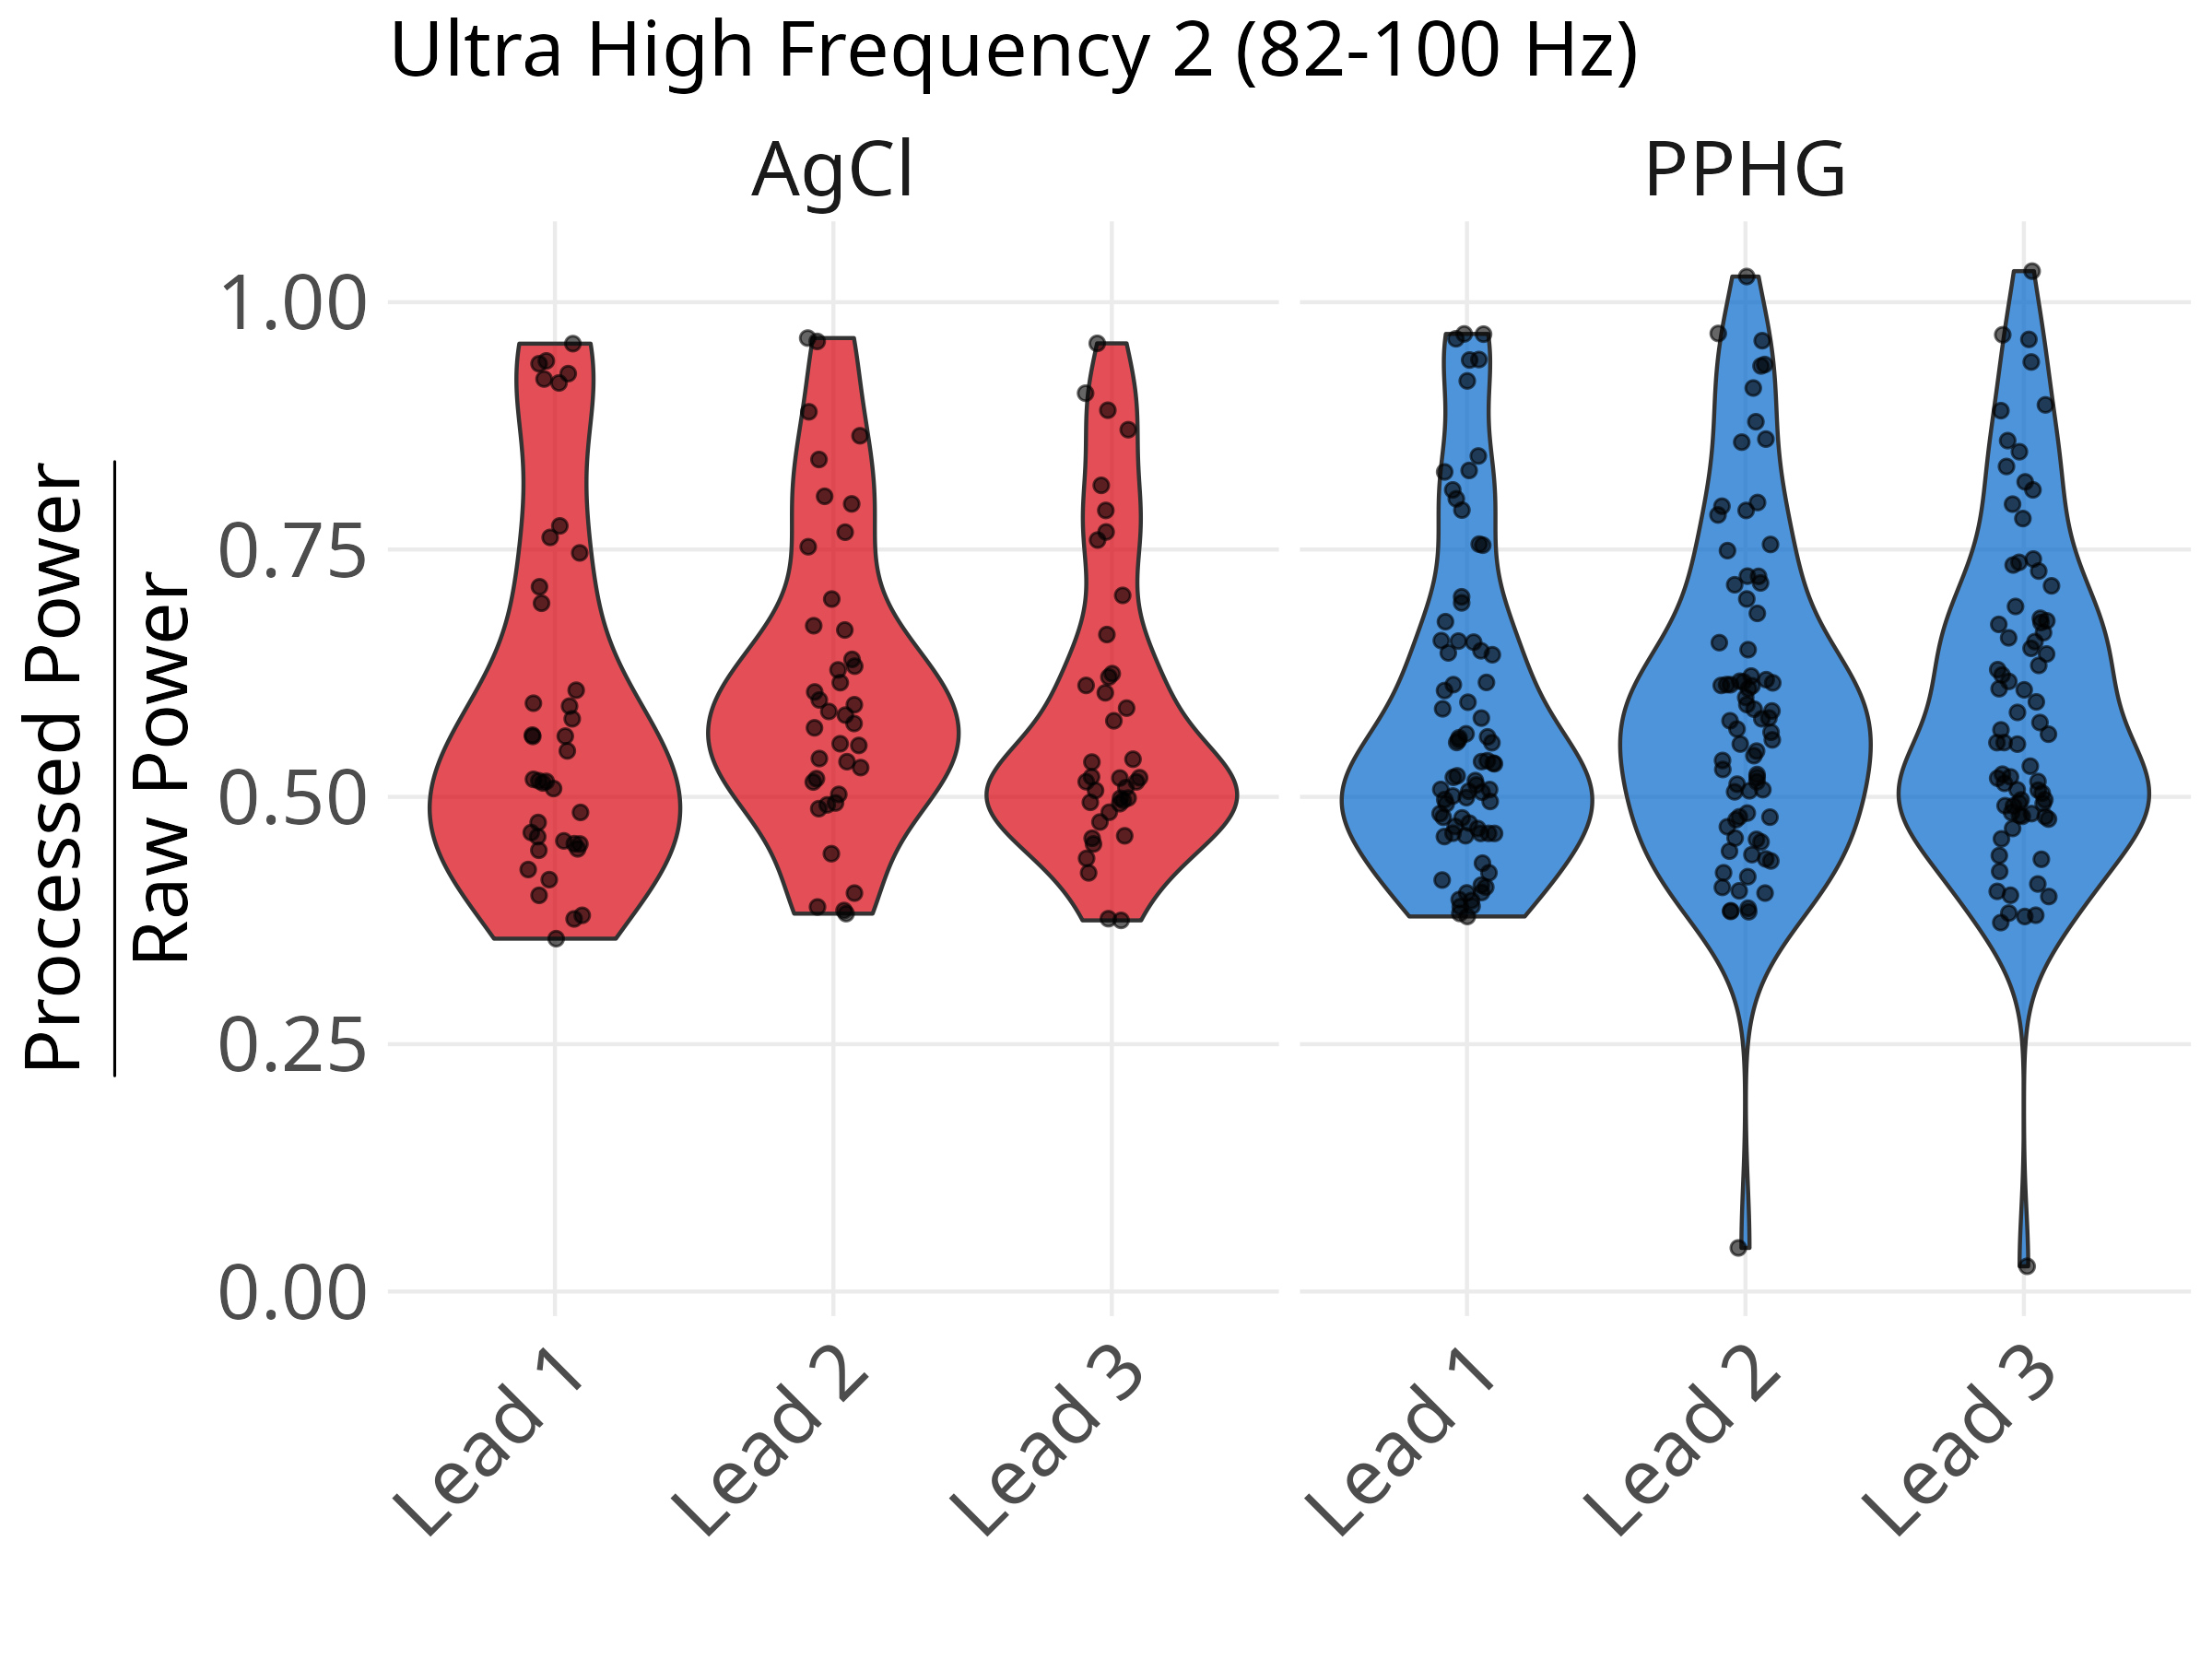 Ultra High Frequency 2 (82-100 Hz)
AgCl
PPHG
Processed Power
Raw Power
1.00
0.75
0.50
0.25
0.00
Lead 1
Lead 2
Lead 3
Lead 1
Lead 2
Lead 3